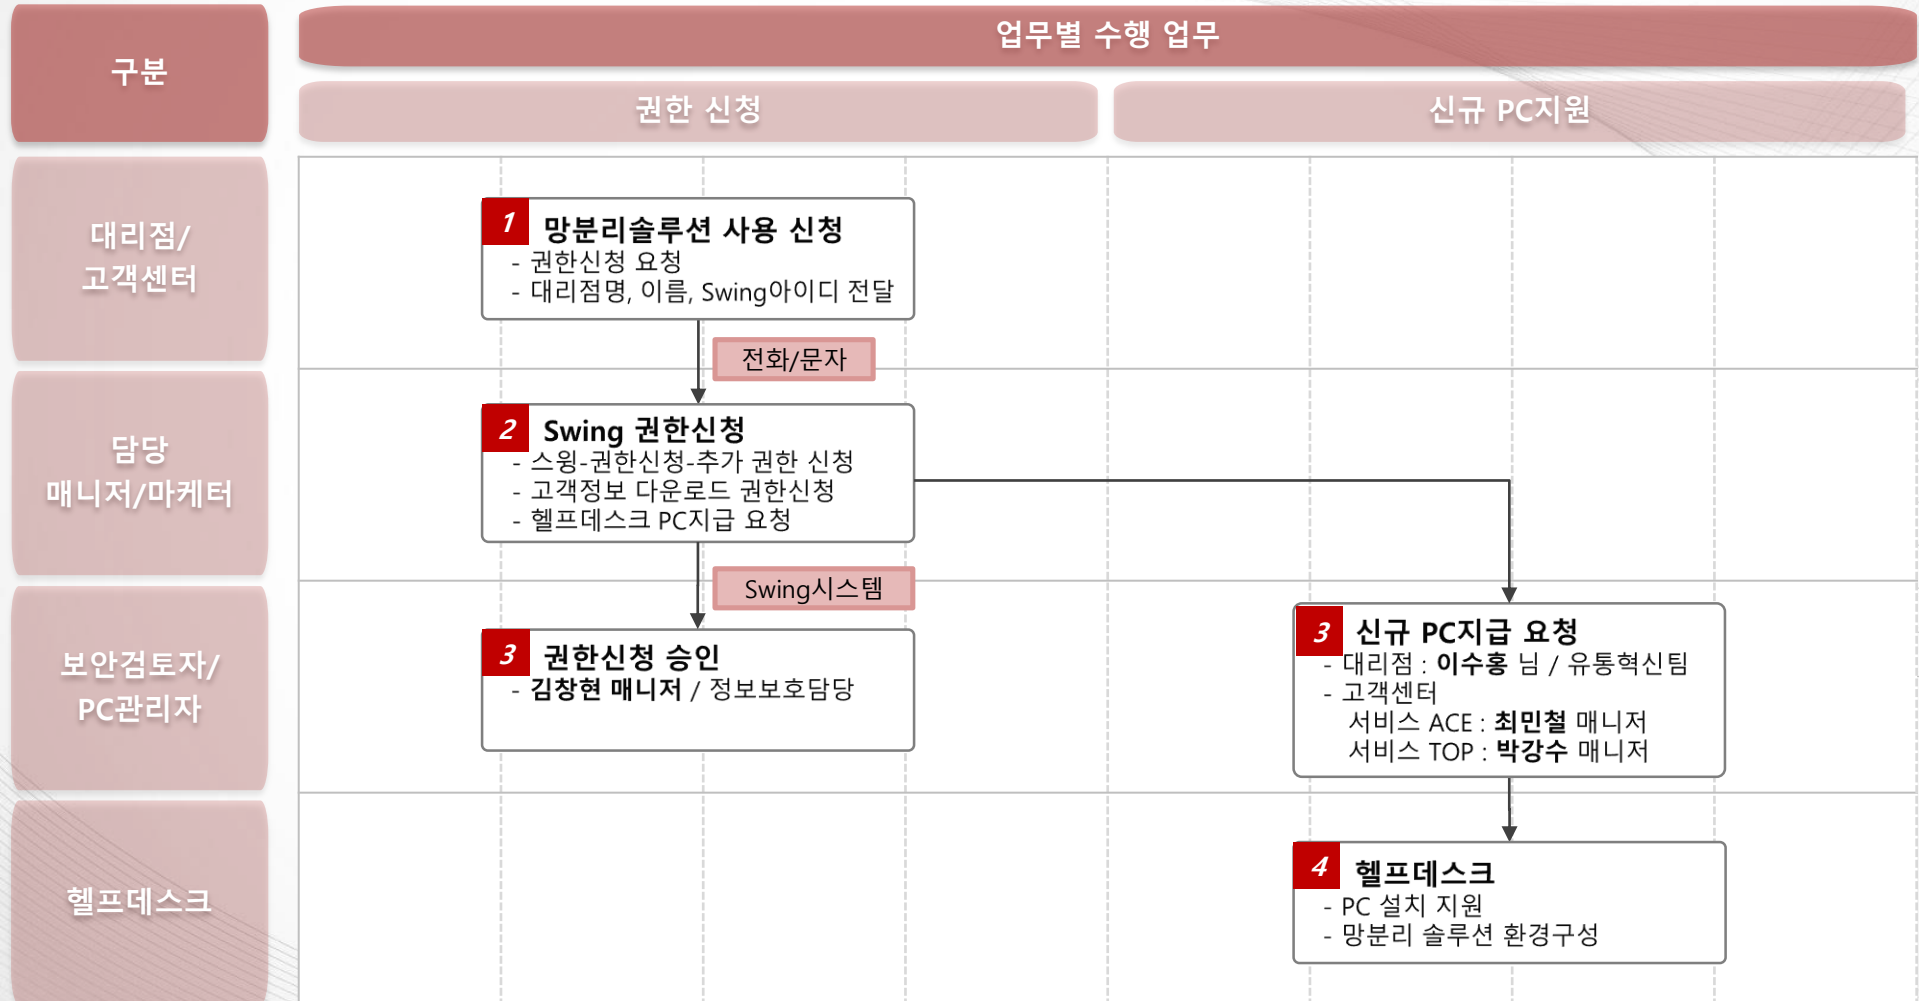 구분
업무별 수행 업무
권한 신청
신규 PC지원
대리점/
고객센터
1 망분리솔루션 사용 신청
- 권한신청 요청
- 대리점명, 이름, Swing아이디 전달
전화/문자
담당
매니저/마케터
2 Swing 권한신청
- 스윙-권한신청-추가 권한 신청
- 고객정보 다운로드 권한신청
- 헬프데스크 PC지급 요청
Swing시스템
보안검토자/
PC관리자
3 권한신청 승인
- 김창현 매니저 / 정보보호담당
3 신규 PC지급 요청
- 대리점 : 이수홍 님 / 유통혁신팀
- 고객센터
서비스 ACE : 최민철 매니저
서비스 TOP : 박강수 매니저
헬프데스크
4 헬프데스크
- PC 설치 지원
- 망분리 솔루션 환경구성